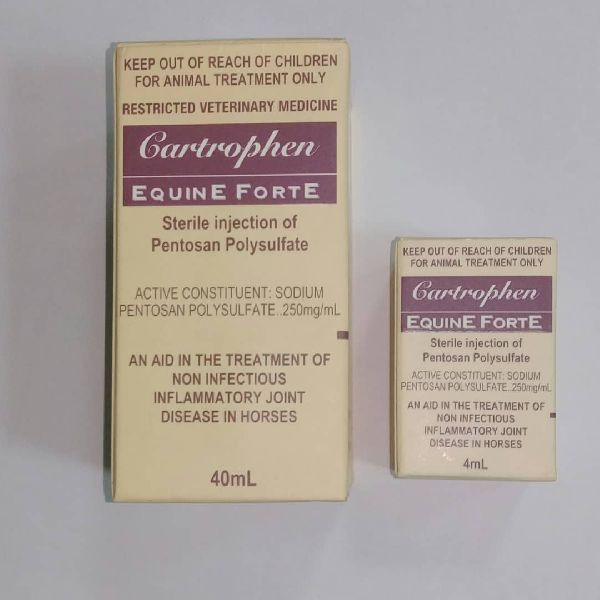 KEEP OUT OF REACH OF CHILDREN
FOR ANIMAL TREATMENT ONLY
RESTRICTED VETERINARY MEDICINE
Cartrophen
EQUINE FORTE
Sterile injection of
Pentosan Polysulfate
ACTIVE CONSTITUENT: SODIUM
PENTOSAN POLYSULFATE..250mg/mL
AN AID IN THE TREATMENT OF
NON INFECTIOUS
INFLAMMATORY JOINT
DISEASE IN HORSES
40mL
KEEP OUT OF REACH OF CHILDREN
FOR ANIMAL TREATMENT ONLY
Cartrophen
EQUINE FORTE
Sterile injection of
Pentosan Polysulfate
ACTIVE CONSTITUENT: SODIUM
PENTOSAN POLYSULFATE..250mg/mL
AN AID IN THE TREATMENT OF
NON INFECTIOUS
INFLAMMATORY JOINT
DISEASE IN HORSES
4mL